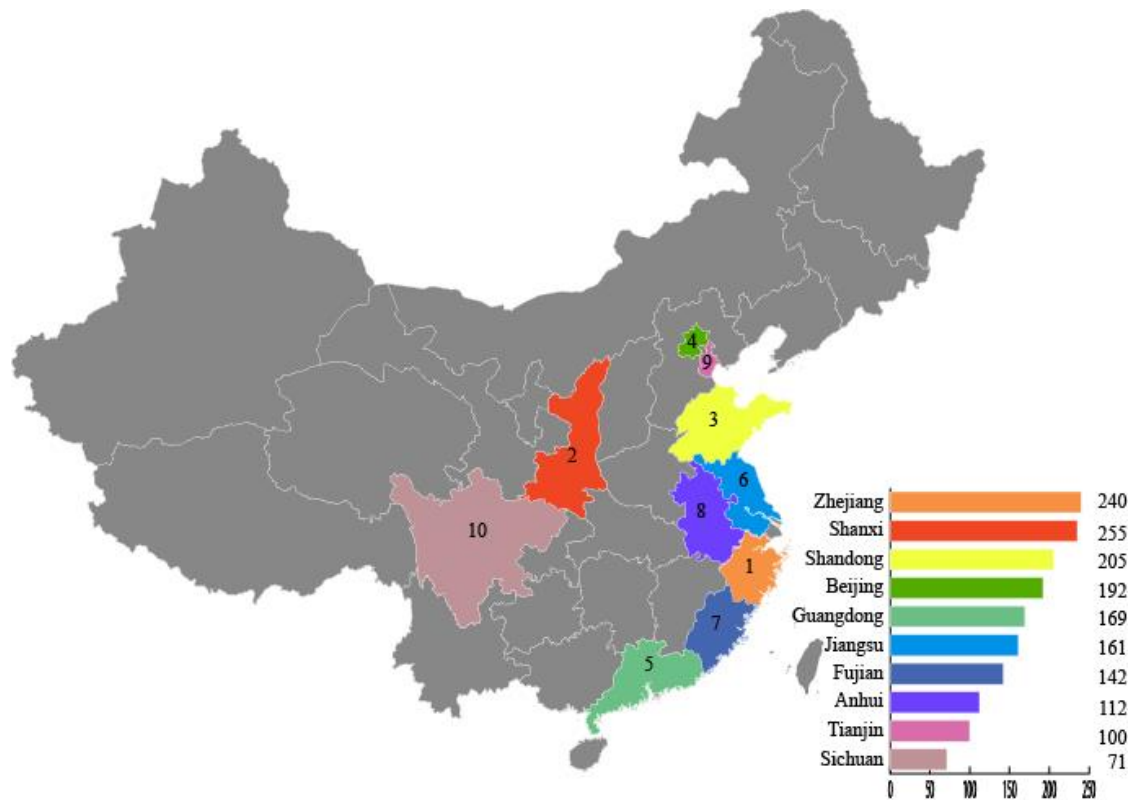 4
9
3
2
6
8
10
1
7
5
Zhejiang 240
Shanxi 255
Shandong 205
Beijing 192
Guangdong 169
Jiangsu 161
Fujian 142
Anhui 112
Tianjin 100
Sichuan 71
0 50 100 150 200 250